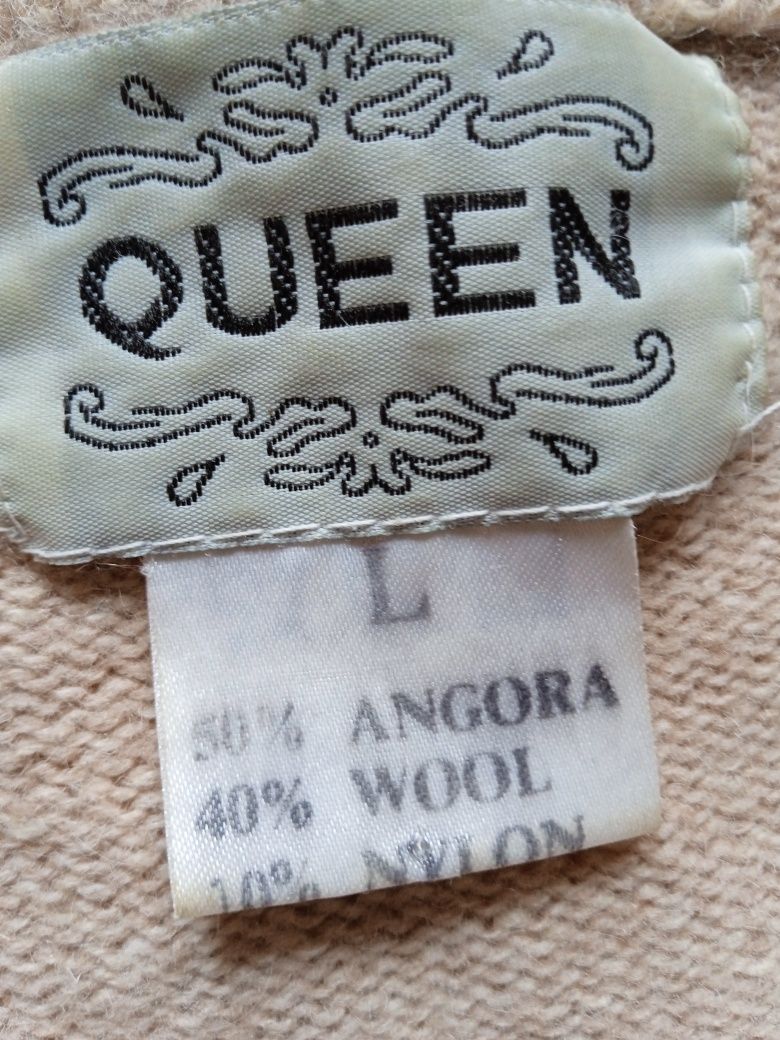 QUEEN
L
50% ANGORA
40% WOOL
10% NYLON